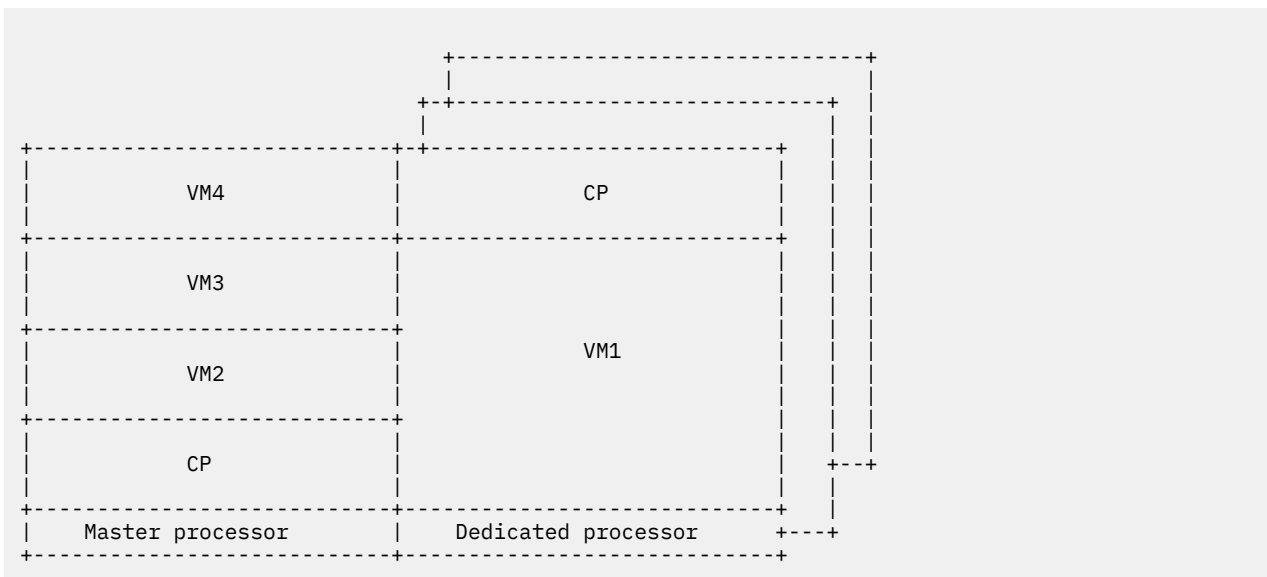 VM4 CP
VM3
VM1
VM2
CP
Master processor Dedicated processor